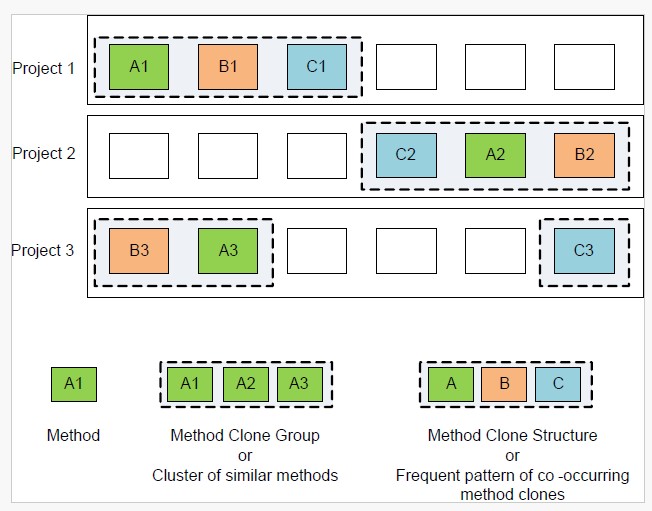 Project 1
A1
B1
C1
Project 2
C2
A2
B2
Project 3
B3
A3
C3
A1
A1
A2
A3
A
B
C
Method
Method Clone Group
or
Cluster of similar methods
Method Clone Structure
or
Frequent pattern of co -occurring
method clones